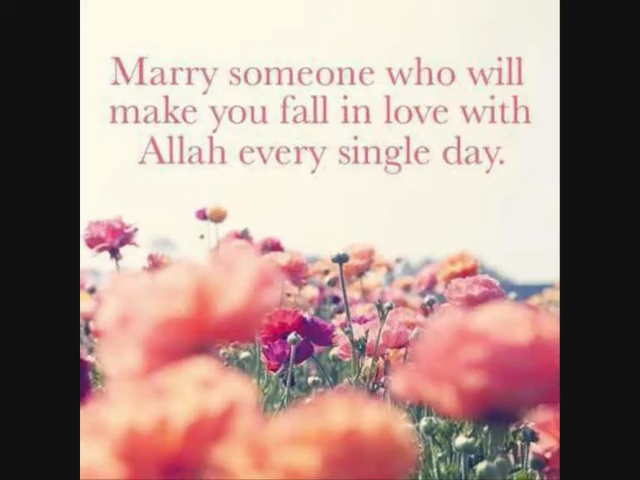 Marry someone who will
make you fall in love with
Allah every single day.